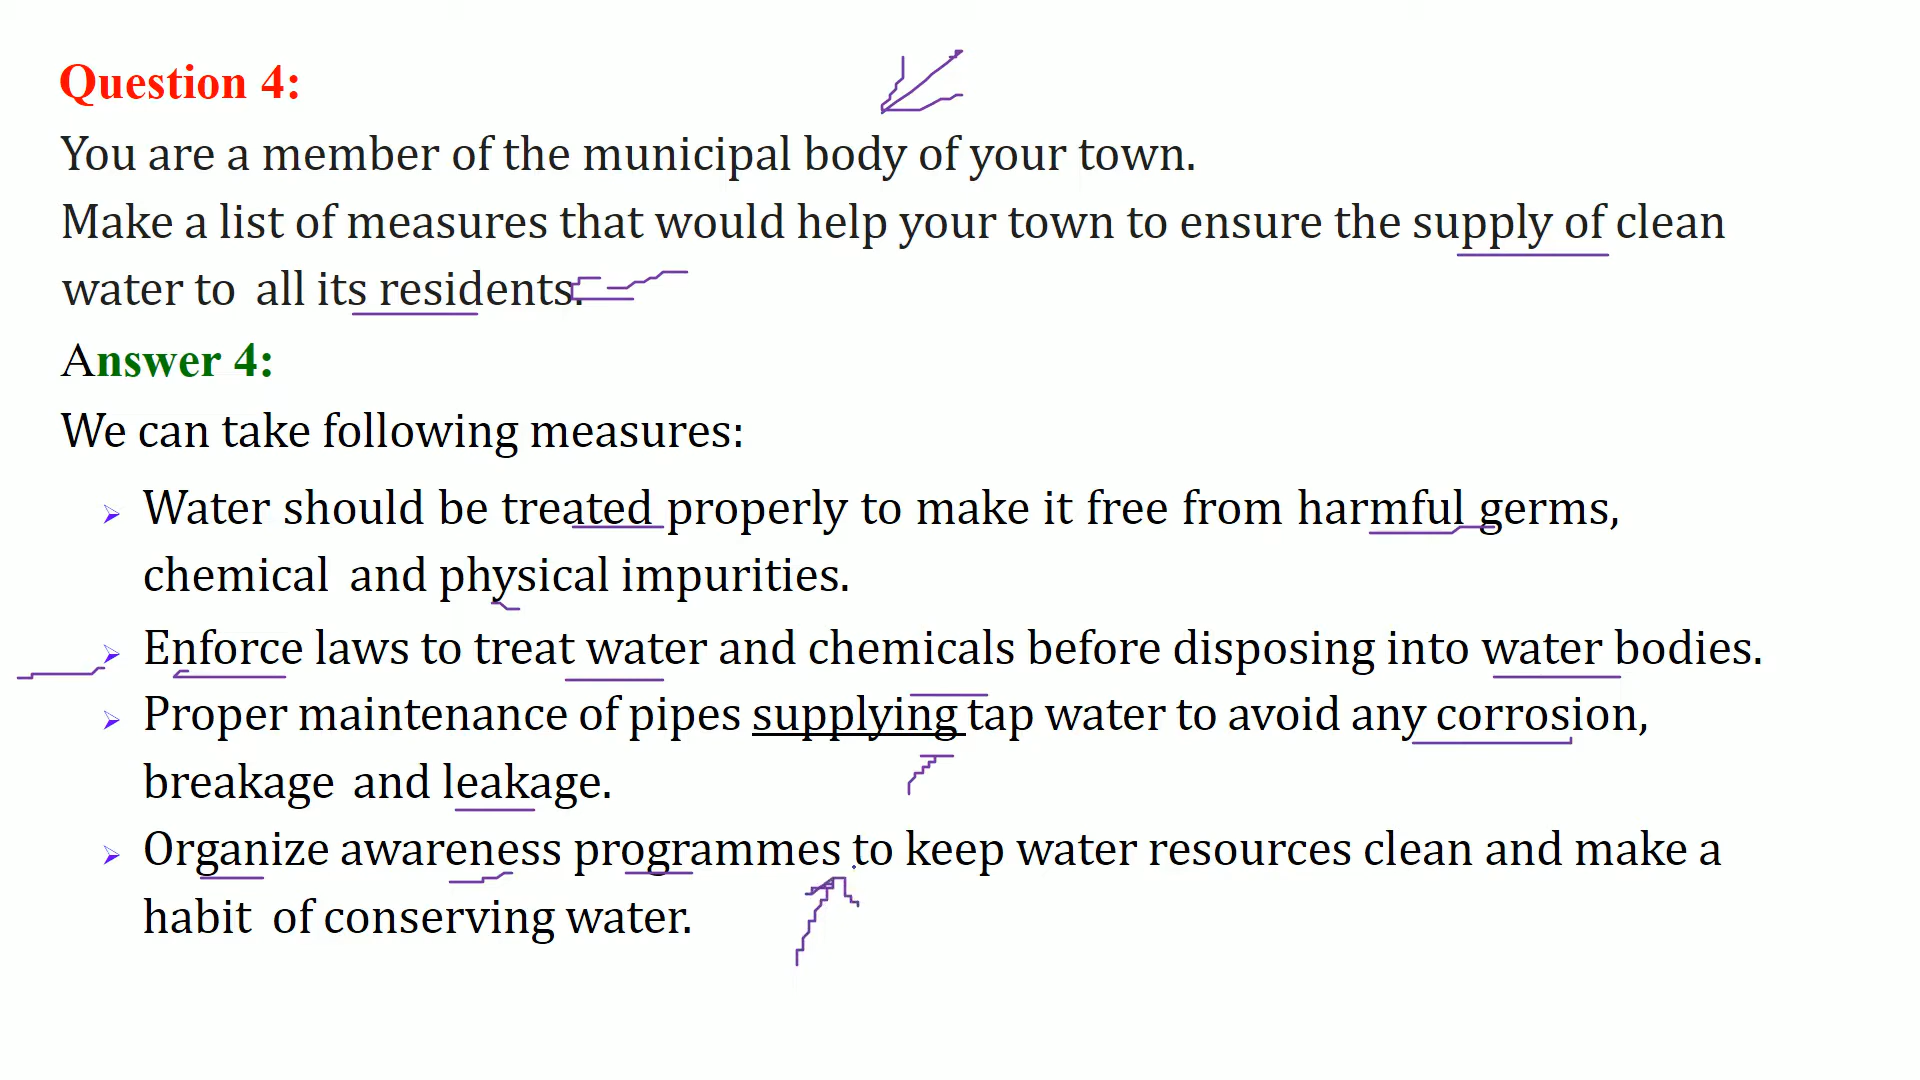 Question 4:
You are a member of the municipal body of your town.
Make a list of measures that would help your town to ensure the supply of clean
water to all its residents.
Answer 4:
We can take following measures:
Water should be treated properly to make it free from harmful germs,
chemical and physical impurities.
Enforce laws to treat water and chemicals before disposing into water bodies.
Proper maintenance of pipes supplying tap water to avoid any corrosion,
breakage and leakage.
Organize awareness programmes to keep water resources clean and make a
habit of conserving water.